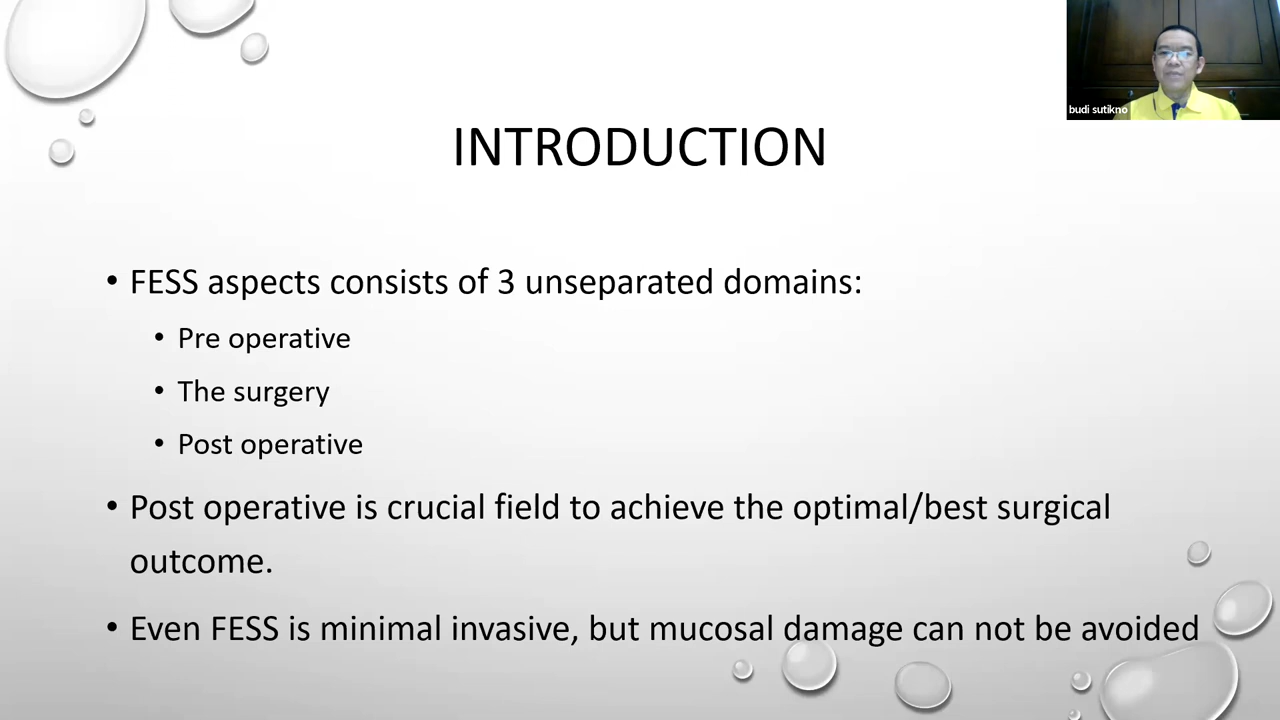 budi sutikno
INTRODUCTION
• FESS aspects consists of 3 unseparated domains:
• Pre operative
• The surgery
• Post operative
• Post operative is crucial field to achieve the optimal/best surgical
outcome.
• Even FESS is minimal invasive, but mucosal damage can not be avoided